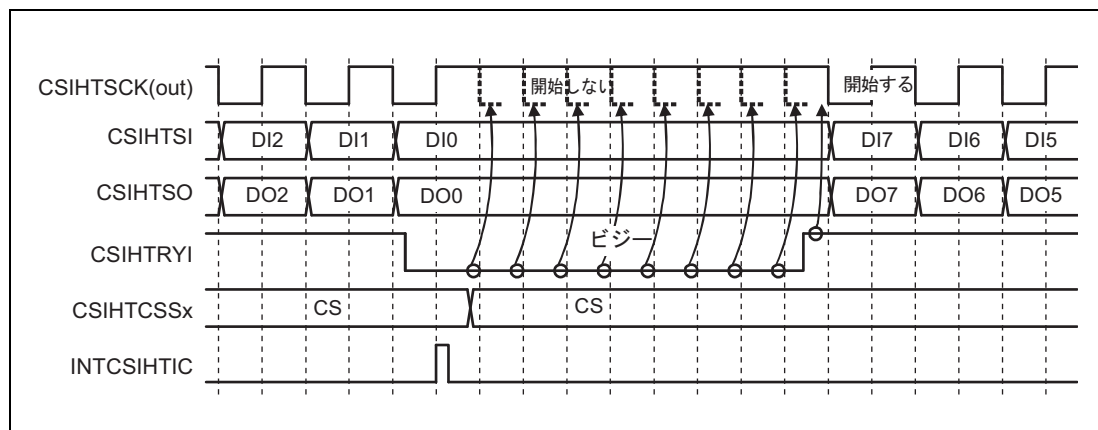 CSIHTSCK(out) 開始しない 開始する
CSIHTSI DI2 DI1 DI0 DI7 DI6 DI5
CSIHTSO DO2 DO1 DO0 DO7 DO6 DO5
ビジー
CSIHTRYI
CSIHTCSSx CS CS
INTCSIHTIC